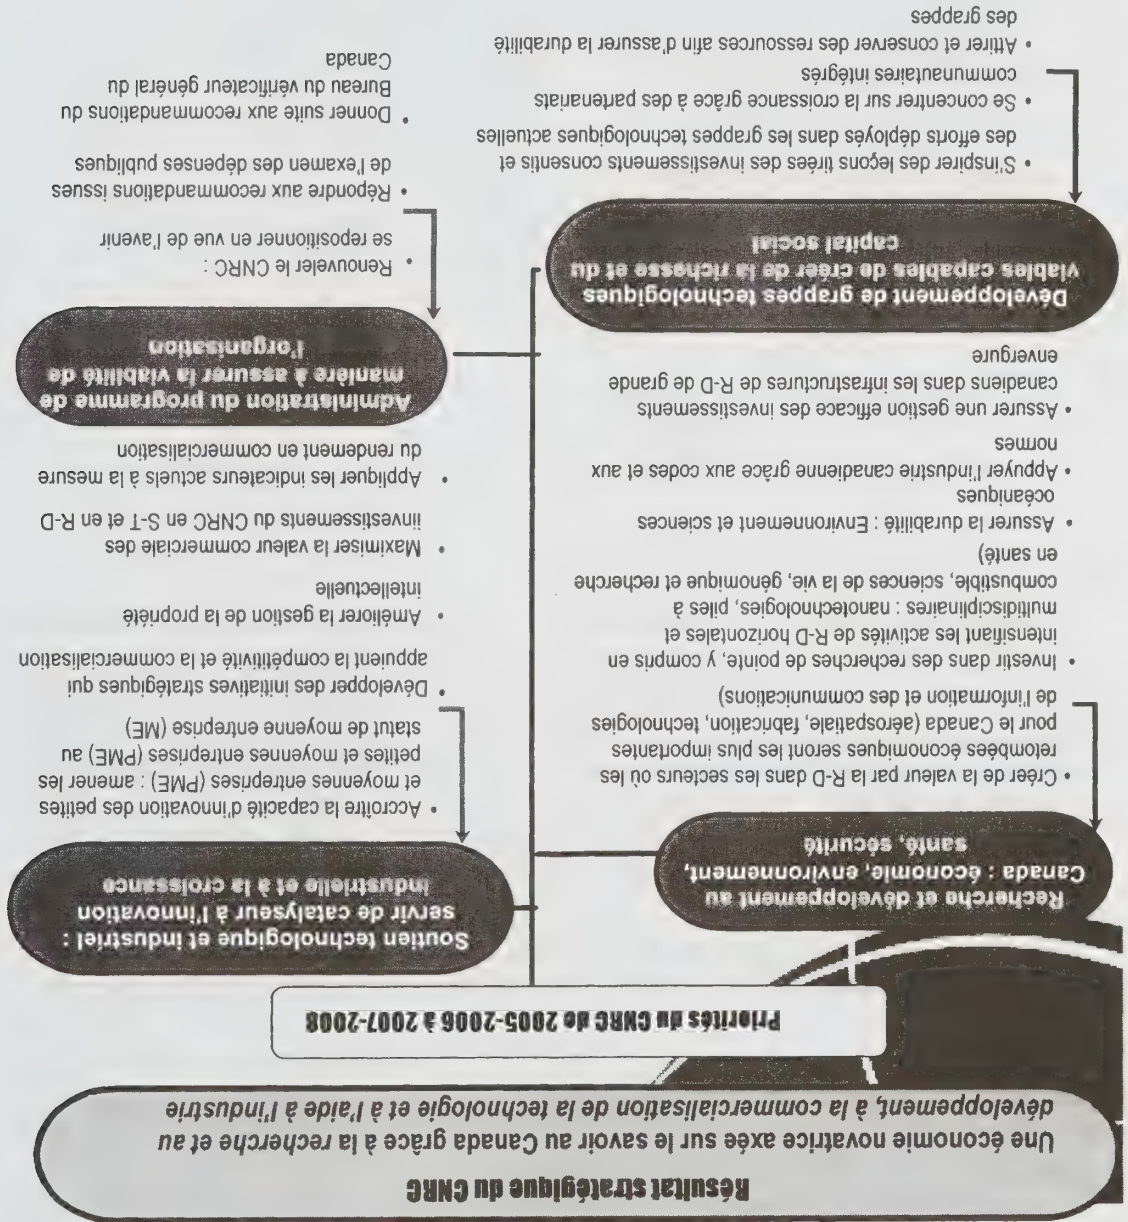 Résultat stratégique du CNRC
Une économie novatrice axée sur le savoir au Canada grâce à la recherche et au
développement, à la commercialisation de la technologie et à l'aide à l'industrie
Priorités du CNRC de 2005-2006 à 2007-2008
Recherche et développement au
Canada : économie, environnement,
santé, sécurité
• Créer de la valeur par la R-D dans les secteurs où les
retombées économiques seront les plus importantes
pour le Canada (aérospatiale, fabrication, technologies
de l'information et des communications)
• Investir dans des recherches de pointe, y compris en
intensifiant les activités de R-D horizontales et
multidisciplinaires : nanotechnologies, piles à
combustible, sciences de la vie, génomique et recherche
en santé)
• Assurer la durabilité : Environnement et sciences
océaniques
• Appuyer l'industrie canadienne grâce aux codes et aux
normes
• Assurer une gestion efficace des investissements
canadiens dans les infrastructures de R-D de grande
envergure
Développement de grappes technologiques
viables capables de créer de la richesse et du
capital social
• S'inspirer des leçons tirées des investissements consentis et
des efforts déployés dans les grappes technologiques actuelles
• Se concentrer sur la croissance grâce à des partenariats
communautaires intégrés
• Attirer et conserver des ressources afin d'assurer la durabilité
des grappes
Soutien technologique et industriel :
servir de catalyseur à l'innovation
industrielle et à la croissance
• Accroître la capacité d'innovation des petites
et moyennes entreprises (PME) : amener les
petites et moyennes entreprises (PME) au
statut de moyenne entreprise (ME)
• Développer des initiatives stratégiques qui
appuient la compétitivité et la commercialisation
• Améliorer la gestion de la propriété
intellectuelle
• Maximiser la valeur commerciale des
iinvestissements du CNRC en S-T et en R-D
• Appliquer les indicateurs actuels à la mesure
du rendement en commercialisation
Administration du programme de
manière à assurer la viabilité de
l'organisation
• Renouveler le CNRC :
se repositionner en vue de l'avenir
• Répondre aux recommandations issues
de l'examen des dépenses publiques
• Donner suite aux recommandations du
Bureau du vérificateur général du
Canada